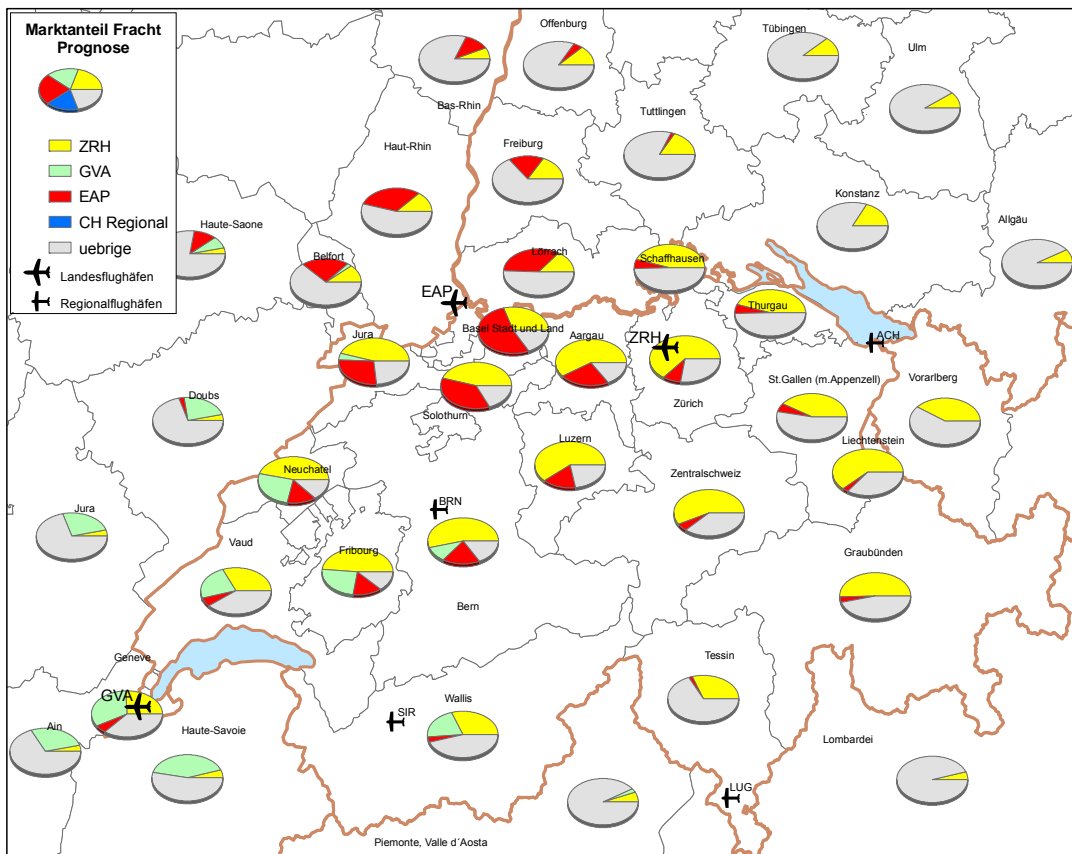 Marktanteil Fracht
Prognose
ZRH
GVA
EAP
CH Regional
uebrige
Landesflughäfen
Regionalflughäfen
Offenburg
Tübingen
Ulm
Bas-Rhin
Tuttlingen
Haut-Rhin
Freiburg
Konstanz
Allgäu
Haute-Saone
Belfort
Lörrach
Schaffhausen
EAP
Thurgau
Basel Stadt und Land
Jura
Aargau
ZRH
ACH
St.Gallen (m.Appenzell)
Vorarlberg
Doubs
Solothurn
Zürich
Luzern
Liechtenstein
Neuchatel
Zentralschweiz
Jura
BRN
Vaud
Fribourg
Graubünden
Bern
Geneve
Tessin
GVA
SIR
Wallis
Ain
Haute-Savoie
Lombardei
LUG
Piemonte, Valle d´Aosta